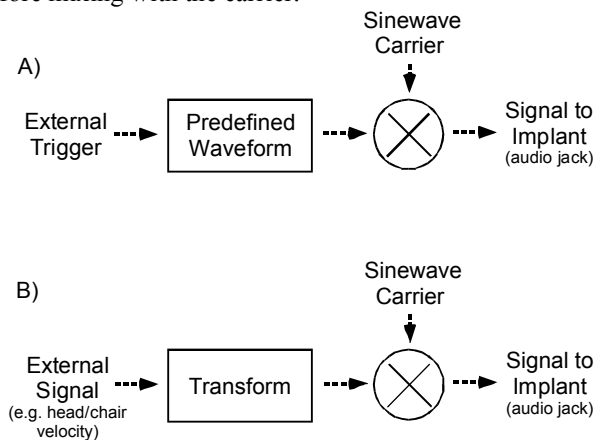 fore mixing with the carrier.
A)
Sinewave
Carrier
External
Trigger
Predefined
Waveform
Signal to
Implant
(audio jack)
B)
Sinewave
Carrier
External
Signal
(e.g. head/chair
velocity)
Transform
Signal to
Implant
(audio jack)